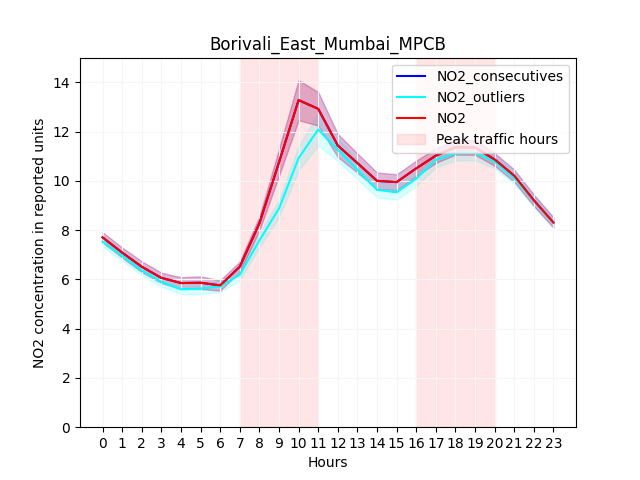 Borivali_East_Mumbai_MPCB
NO2 concentration in reported units
14
12
10
8
6
4
2
0
NO2_consecutives
NO2_outliers
NO2
Peak traffic hours
0 1 2 3 4 5 6 7 8 9 10 11 12 13 14 15 16 17 18 19 20 21 22 23
Hours